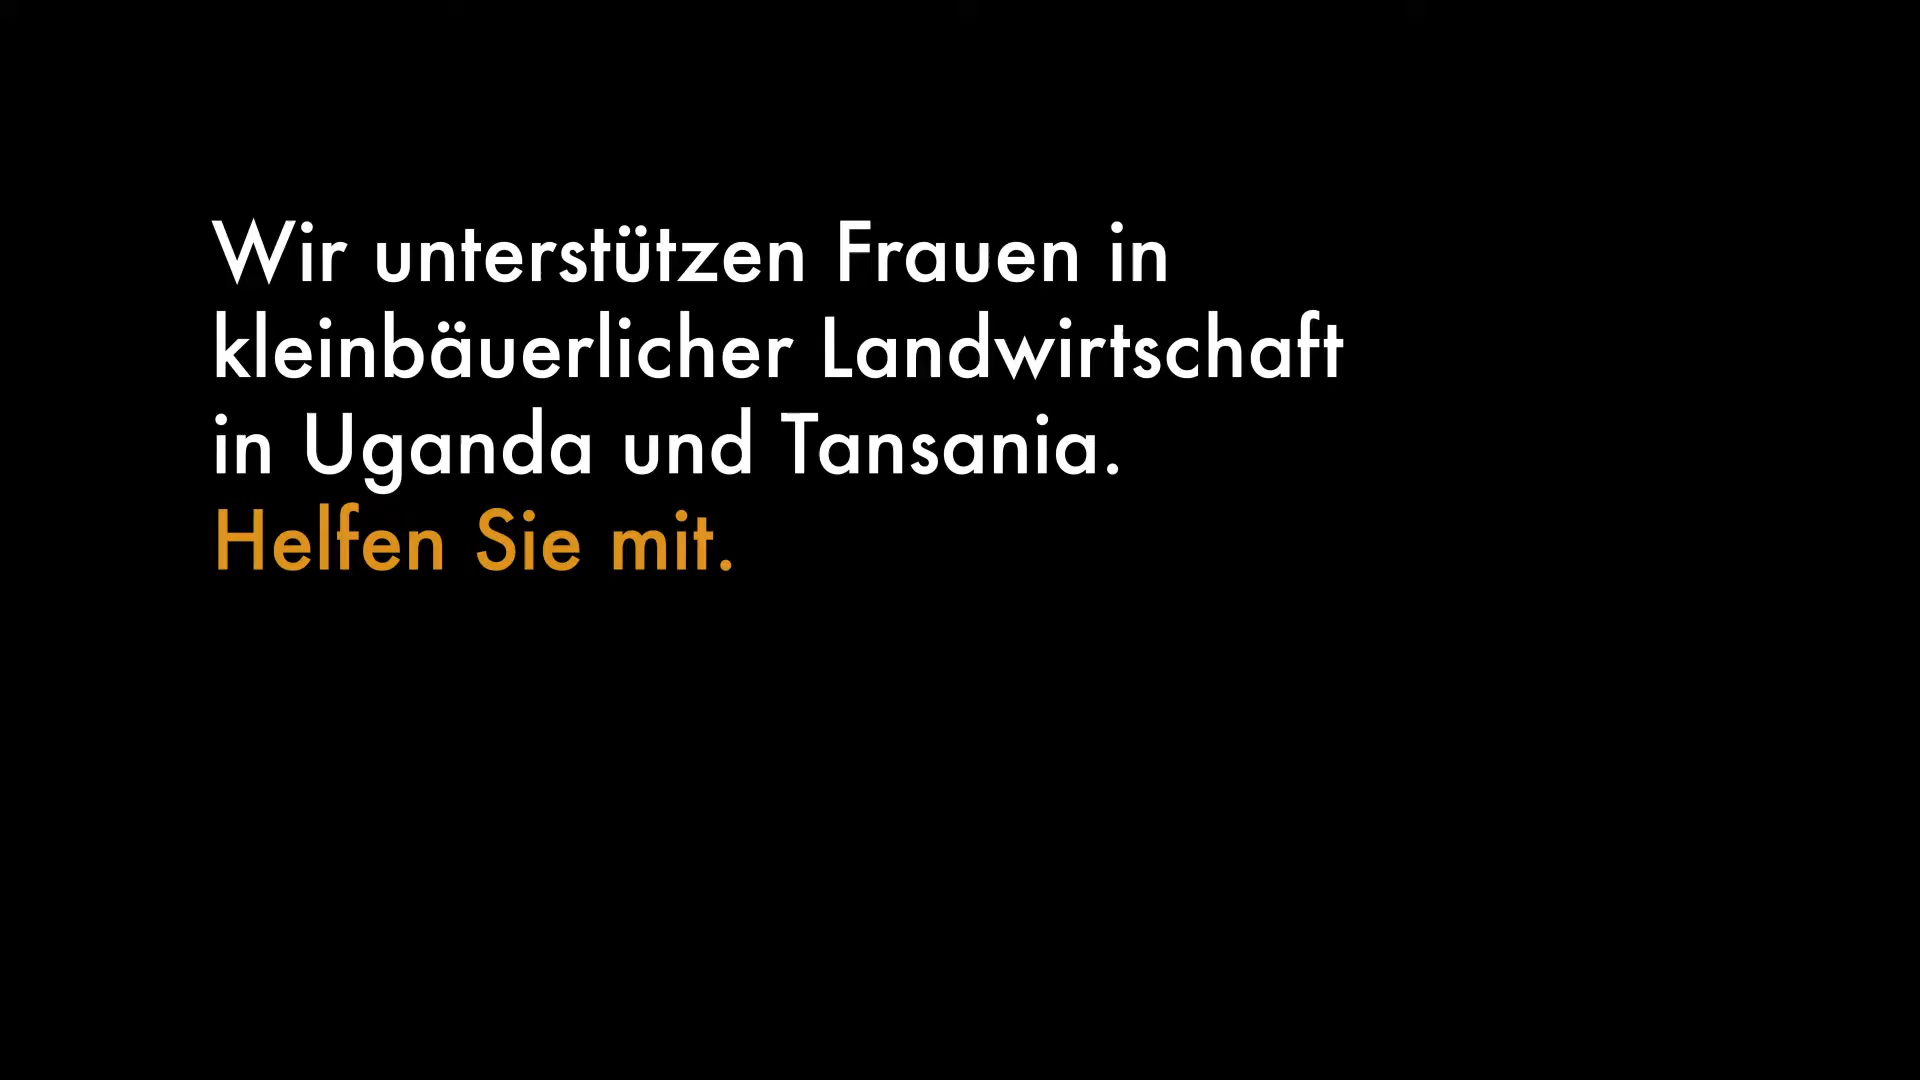 Wir unterstützen Frauen in
kleinbäuerlicher Landwirtschaft
in Uganda und Tansania.
Helfen Sie mit.